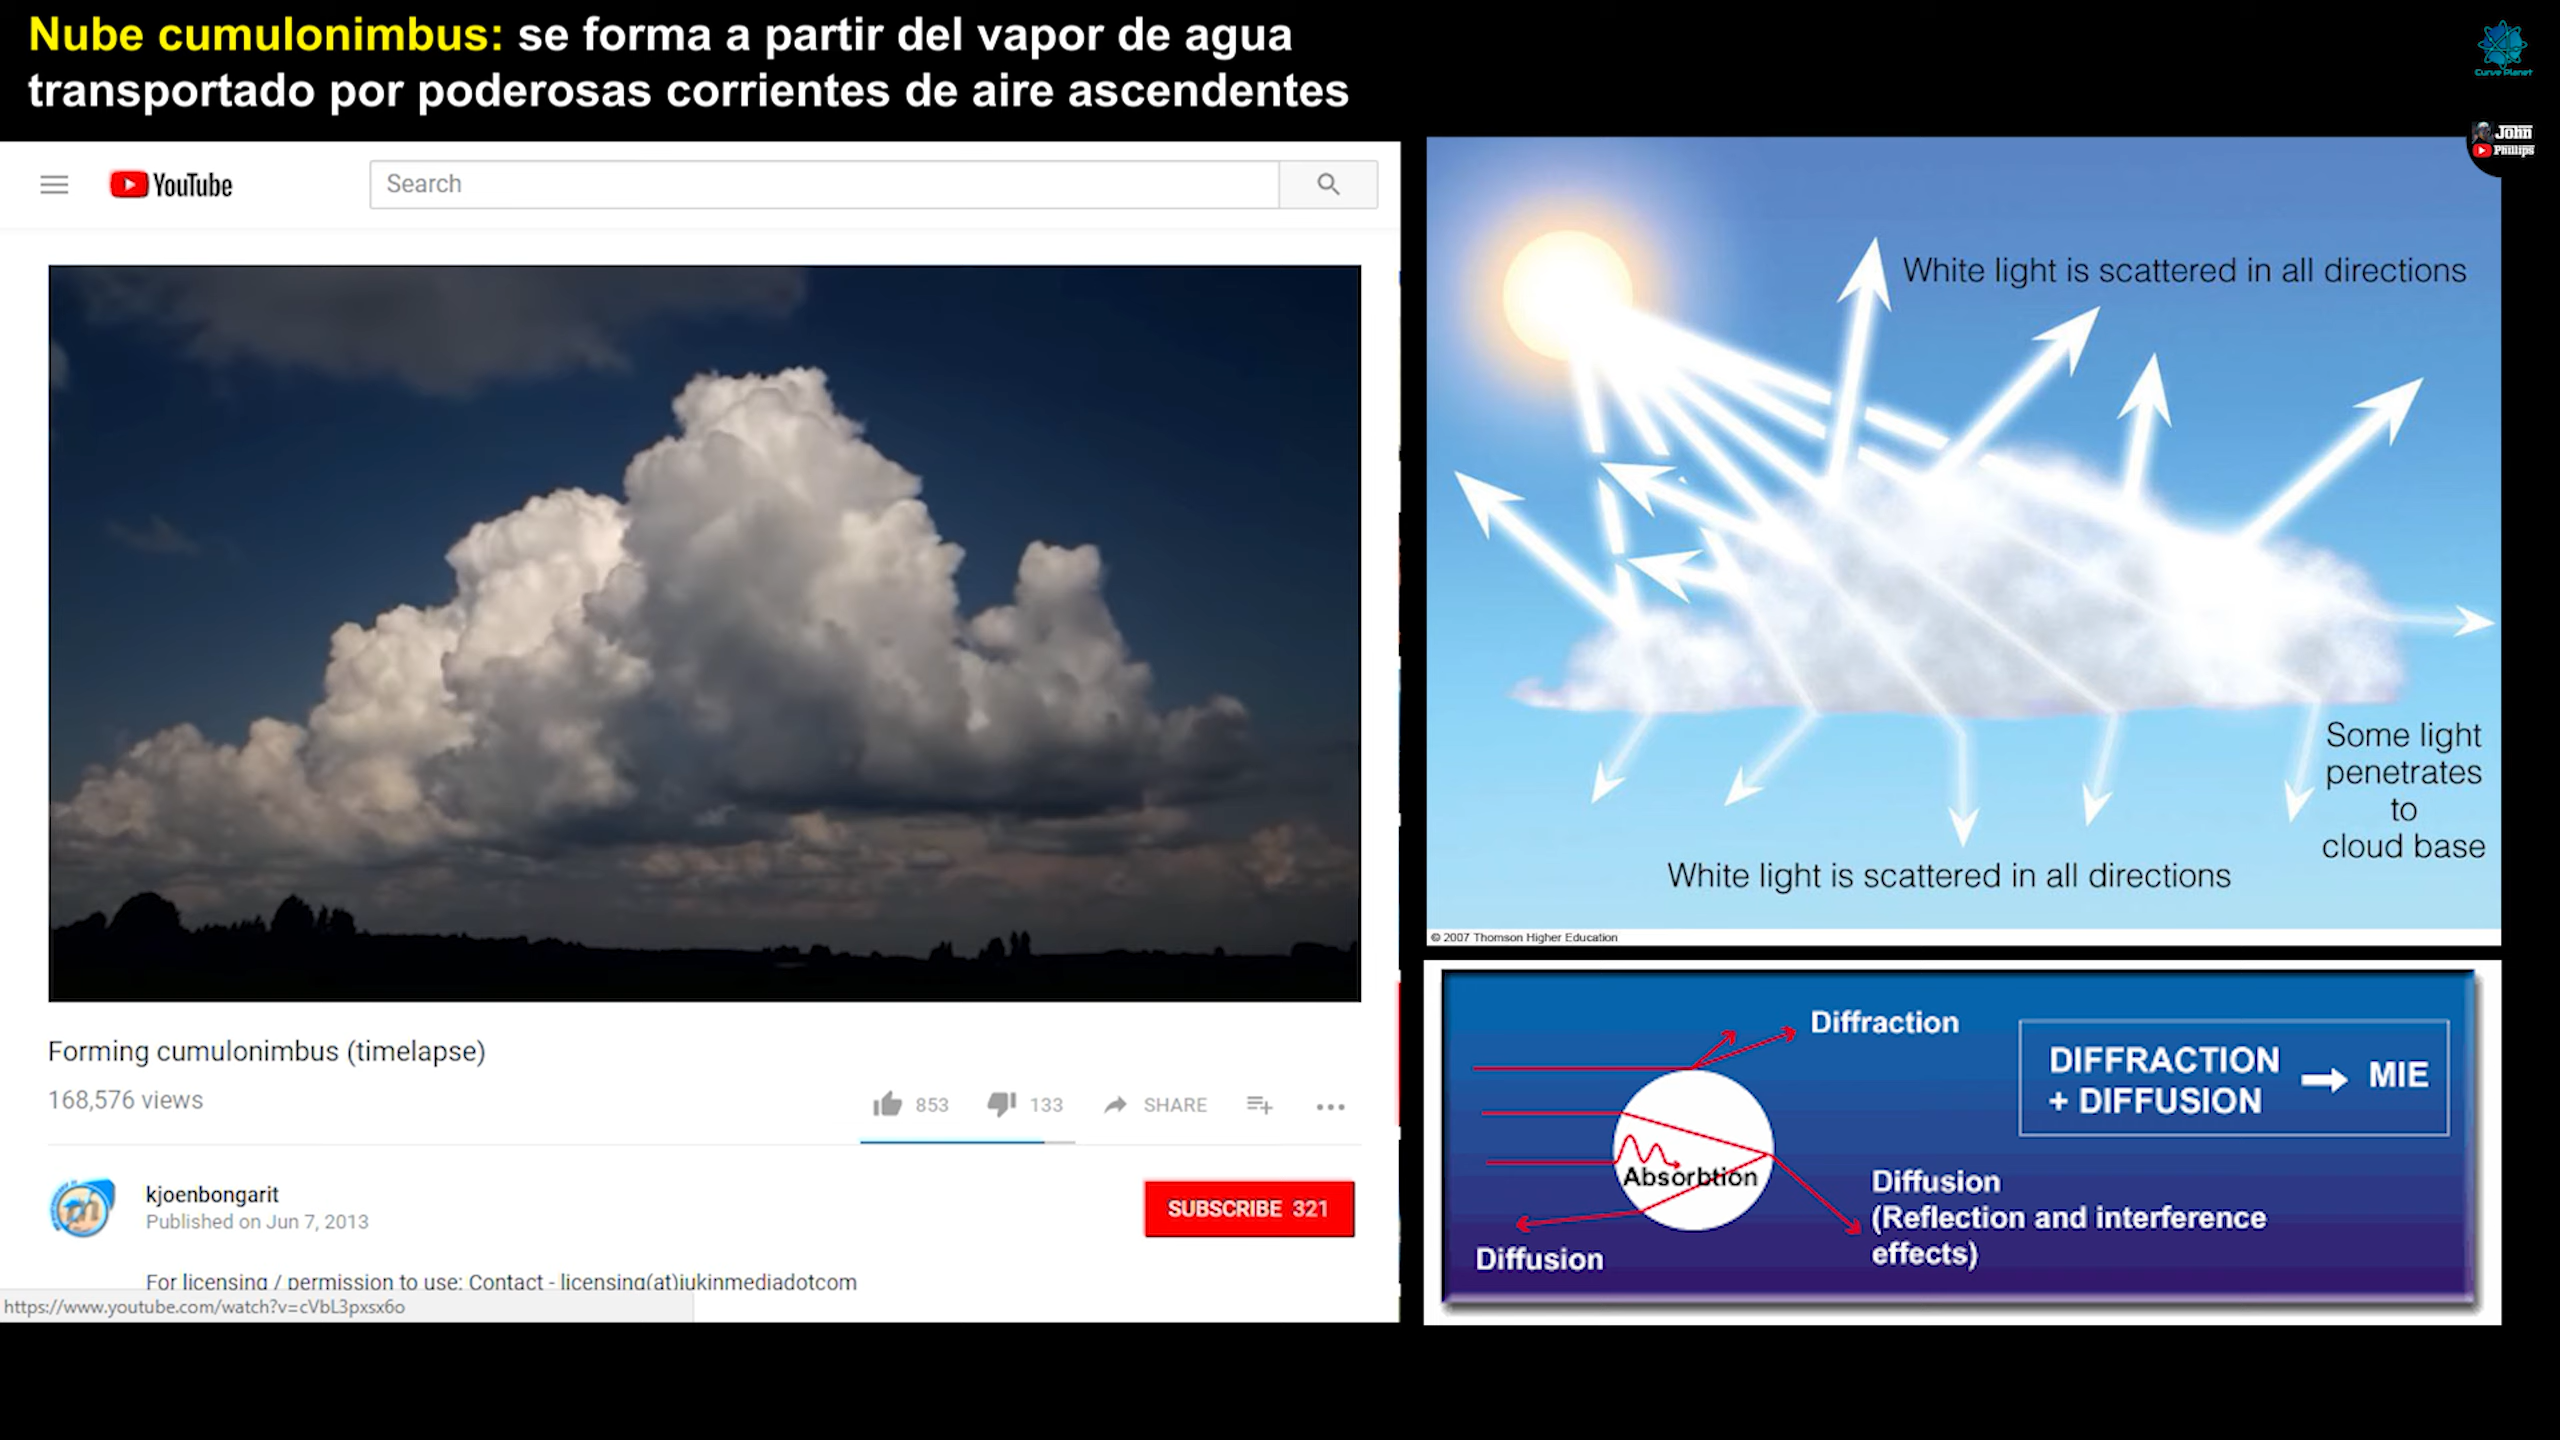 Nube cumulonimbus: se forma a partir del vapor de agua
transportado por poderosas corrientes de aire ascendentes
Curve Planet
John
Phillips
YouTube
Search
Forming cumulonimbus (timelapse)
168,576 views
853
133
SHARE
kjoenbongarit
Published on Jun 7, 2013
SUBSCRIBE 321
For licensing / permission to use: Contact - licensing(at)jukinmediadotcom
https://www.youtube.com/watch?v=cVbL3pxsx6o
White light is scattered in all directions
Some light
penetrates
to
cloud base
White light is scattered in all directions
© 2007 Thomson Higher Education
Diffraction
DIFFRACTION
+ DIFFUSION
MIE
Absorbtion
Diffusion
(Reflection and interference
effects)
Diffusion